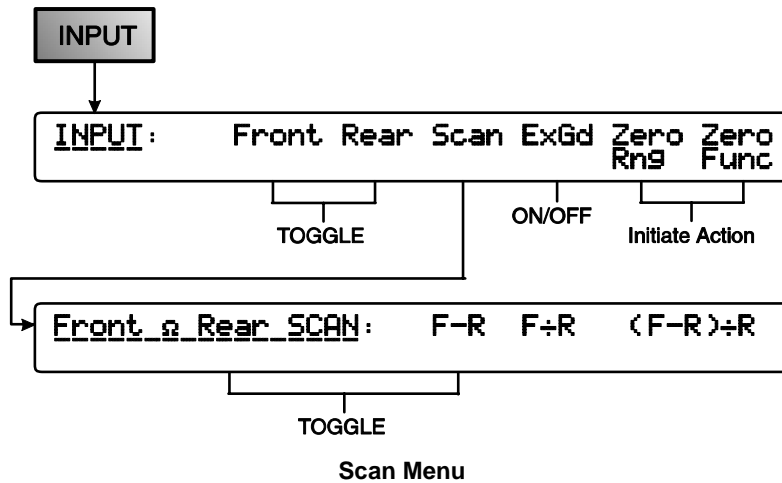 INPUT
INPUT: Front Rear Scan ExGd Zero Zero
Rng Func
TOGGLE
ON/OFF
Initiate Action
Front Ω Rear SCAN: F−R F÷R (F−R)÷R
TOGGLE
Scan Menu